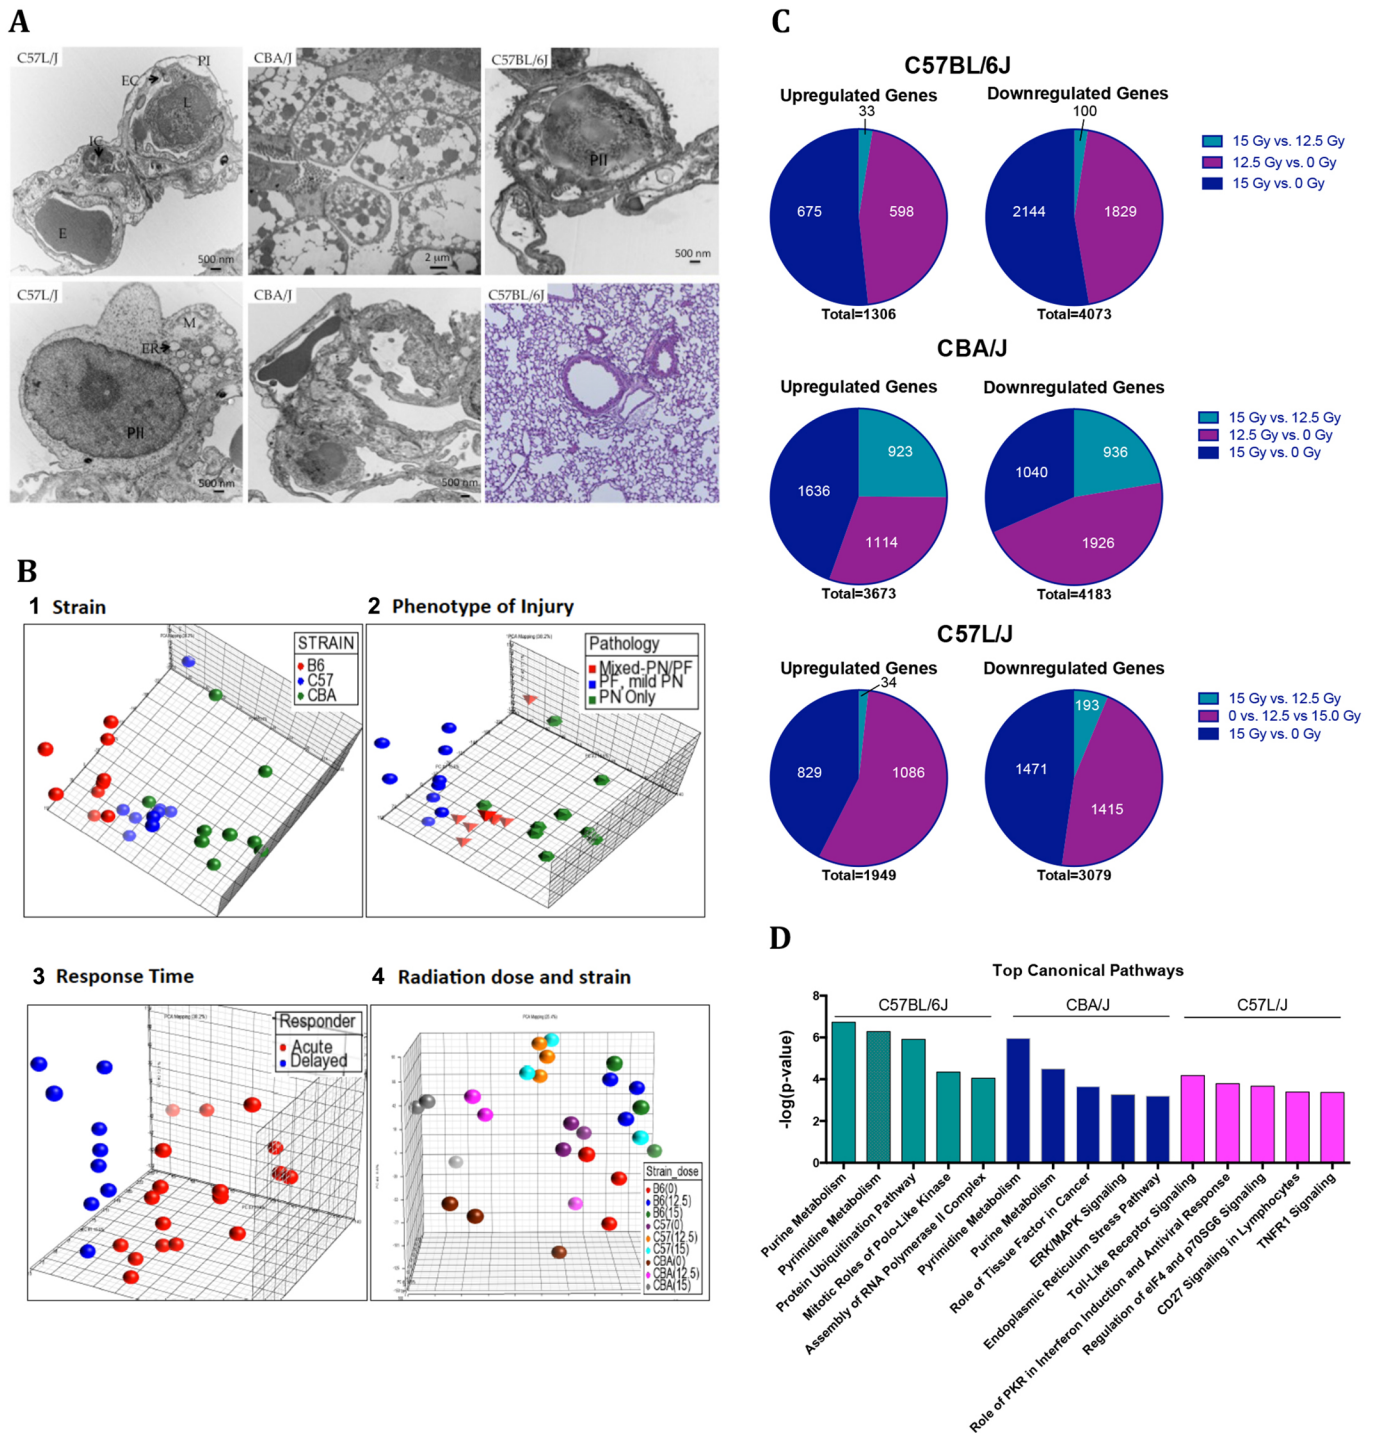 A
C57L/J
PI
EC
L
IC
E
500 nm
CBA/J
2 µm
C57BL/6J
PII
500 nm
C57L/J
M
ER
PII
500 nm
CBA/J
500 nm
C57BL/6J
B
1 Strain
STRAIN
B6
C57
CBA
2 Phenotype of Injury
Pathology
Mixed-PN/PF
PF, mild PN
PN Only
3 Response Time
Responder
Acute
Delayed
4 Radiation dose and strain
Strain_dose
B6(0)
B6(12.5)
B6(15)
C57(0)
C57(12.5)
C57(15)
CBA(0)
CBA(12.5)
CBA(15)
C
C57BL/6J
Upregulated Genes
33
675
598
Total=1306
Downregulated Genes
100
2144
1829
Total=4073
15 Gy vs. 12.5 Gy
12.5 Gy vs. 0 Gy
15 Gy vs. 0 Gy
CBA/J
Upregulated Genes
923
1636
1114
Total=3673
Downregulated Genes
936
1040
1926
Total=4183
15 Gy vs. 12.5 Gy
12.5 Gy vs. 0 Gy
15 Gy vs. 0 Gy
C57L/J
Upregulated Genes
34
829
1086
Total=1949
Downregulated Genes
193
1471
1415
Total=3079
15 Gy vs. 12.5 Gy
0 vs. 12.5 vs 15.0 Gy
15 Gy vs. 0 Gy
D
Top Canonical Pathways
C57BL/6J
CBA/J
C57L/J
-log(p-value)
8
6
4
2
0
Purine Metabolism
Pyrimidine Metabolism
Protein Ubiquitination Pathway
Mitotic Roles of Polo-Like Kinase
Assembly of RNA Polymerase II Complex
Pyrimidine Metabolism
Purine Metabolism
Role of Tissue Factor in Cancer
ERK/MAPK Signaling
Endoplasmic Reticulum Stress Pathway
Toll-Like Receptor Signaling
Role of PKR in Interferon Induction and Antiviral Response
Regulation of eIF4 and p70SG6 Signaling
CD27 Signaling in Lymphocytes
TNFR1 Signaling